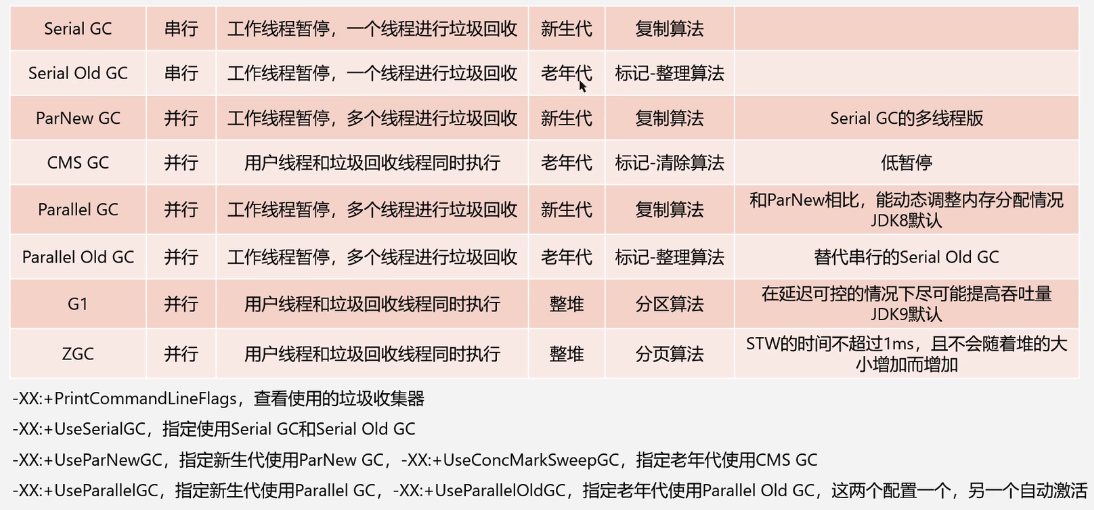 Serial GC 串行 工作线程暂停，一个线程进行垃圾回收 新生代 复制算法
Serial Old GC 串行 工作线程暂停，一个线程进行垃圾回收 老年代 标记-整理算法
ParNew GC 并行 工作线程暂停，多个线程进行垃圾回收 新生代 复制算法 Serial GC的多线程版
CMS GC 并行 用户线程和垃圾回收线程同时执行 老年代 标记-清除算法 低暂停
Parallel GC 并行 工作线程暂停，多个线程进行垃圾回收 新生代 复制算法 和ParNew相比，能动态调整内存分配情况
JDK8默认
Parallel Old GC 并行 工作线程暂停，多个线程进行垃圾回收 老年代 标记-整理算法 替代串行的Serial Old GC
G1 并行 用户线程和垃圾回收线程同时执行 整堆 分区算法 在延迟可控的情况下尽可能提高吞吐量
JDK9默认
ZGC 并行 用户线程和垃圾回收线程同时执行 整堆 分页算法 STW的时间不超过1ms，且不会随着堆的大
小增加而增加
-XX:+PrintCommandLineFlags，查看使用的垃圾收集器
-XX:+UseSerialGC，指定使用Serial GC和Serial Old GC
-XX:+UseParNewGC，指定新生代使用ParNew GC，-XX:+UseConcMarkSweepGC，指定老年代使用CMS GC
-XX:+UseParallelGC，指定新生代使用Parallel GC，-XX:+UseParallelOldGC，指定老年代使用Parallel Old GC，这两个配置一个，另一个自动激活